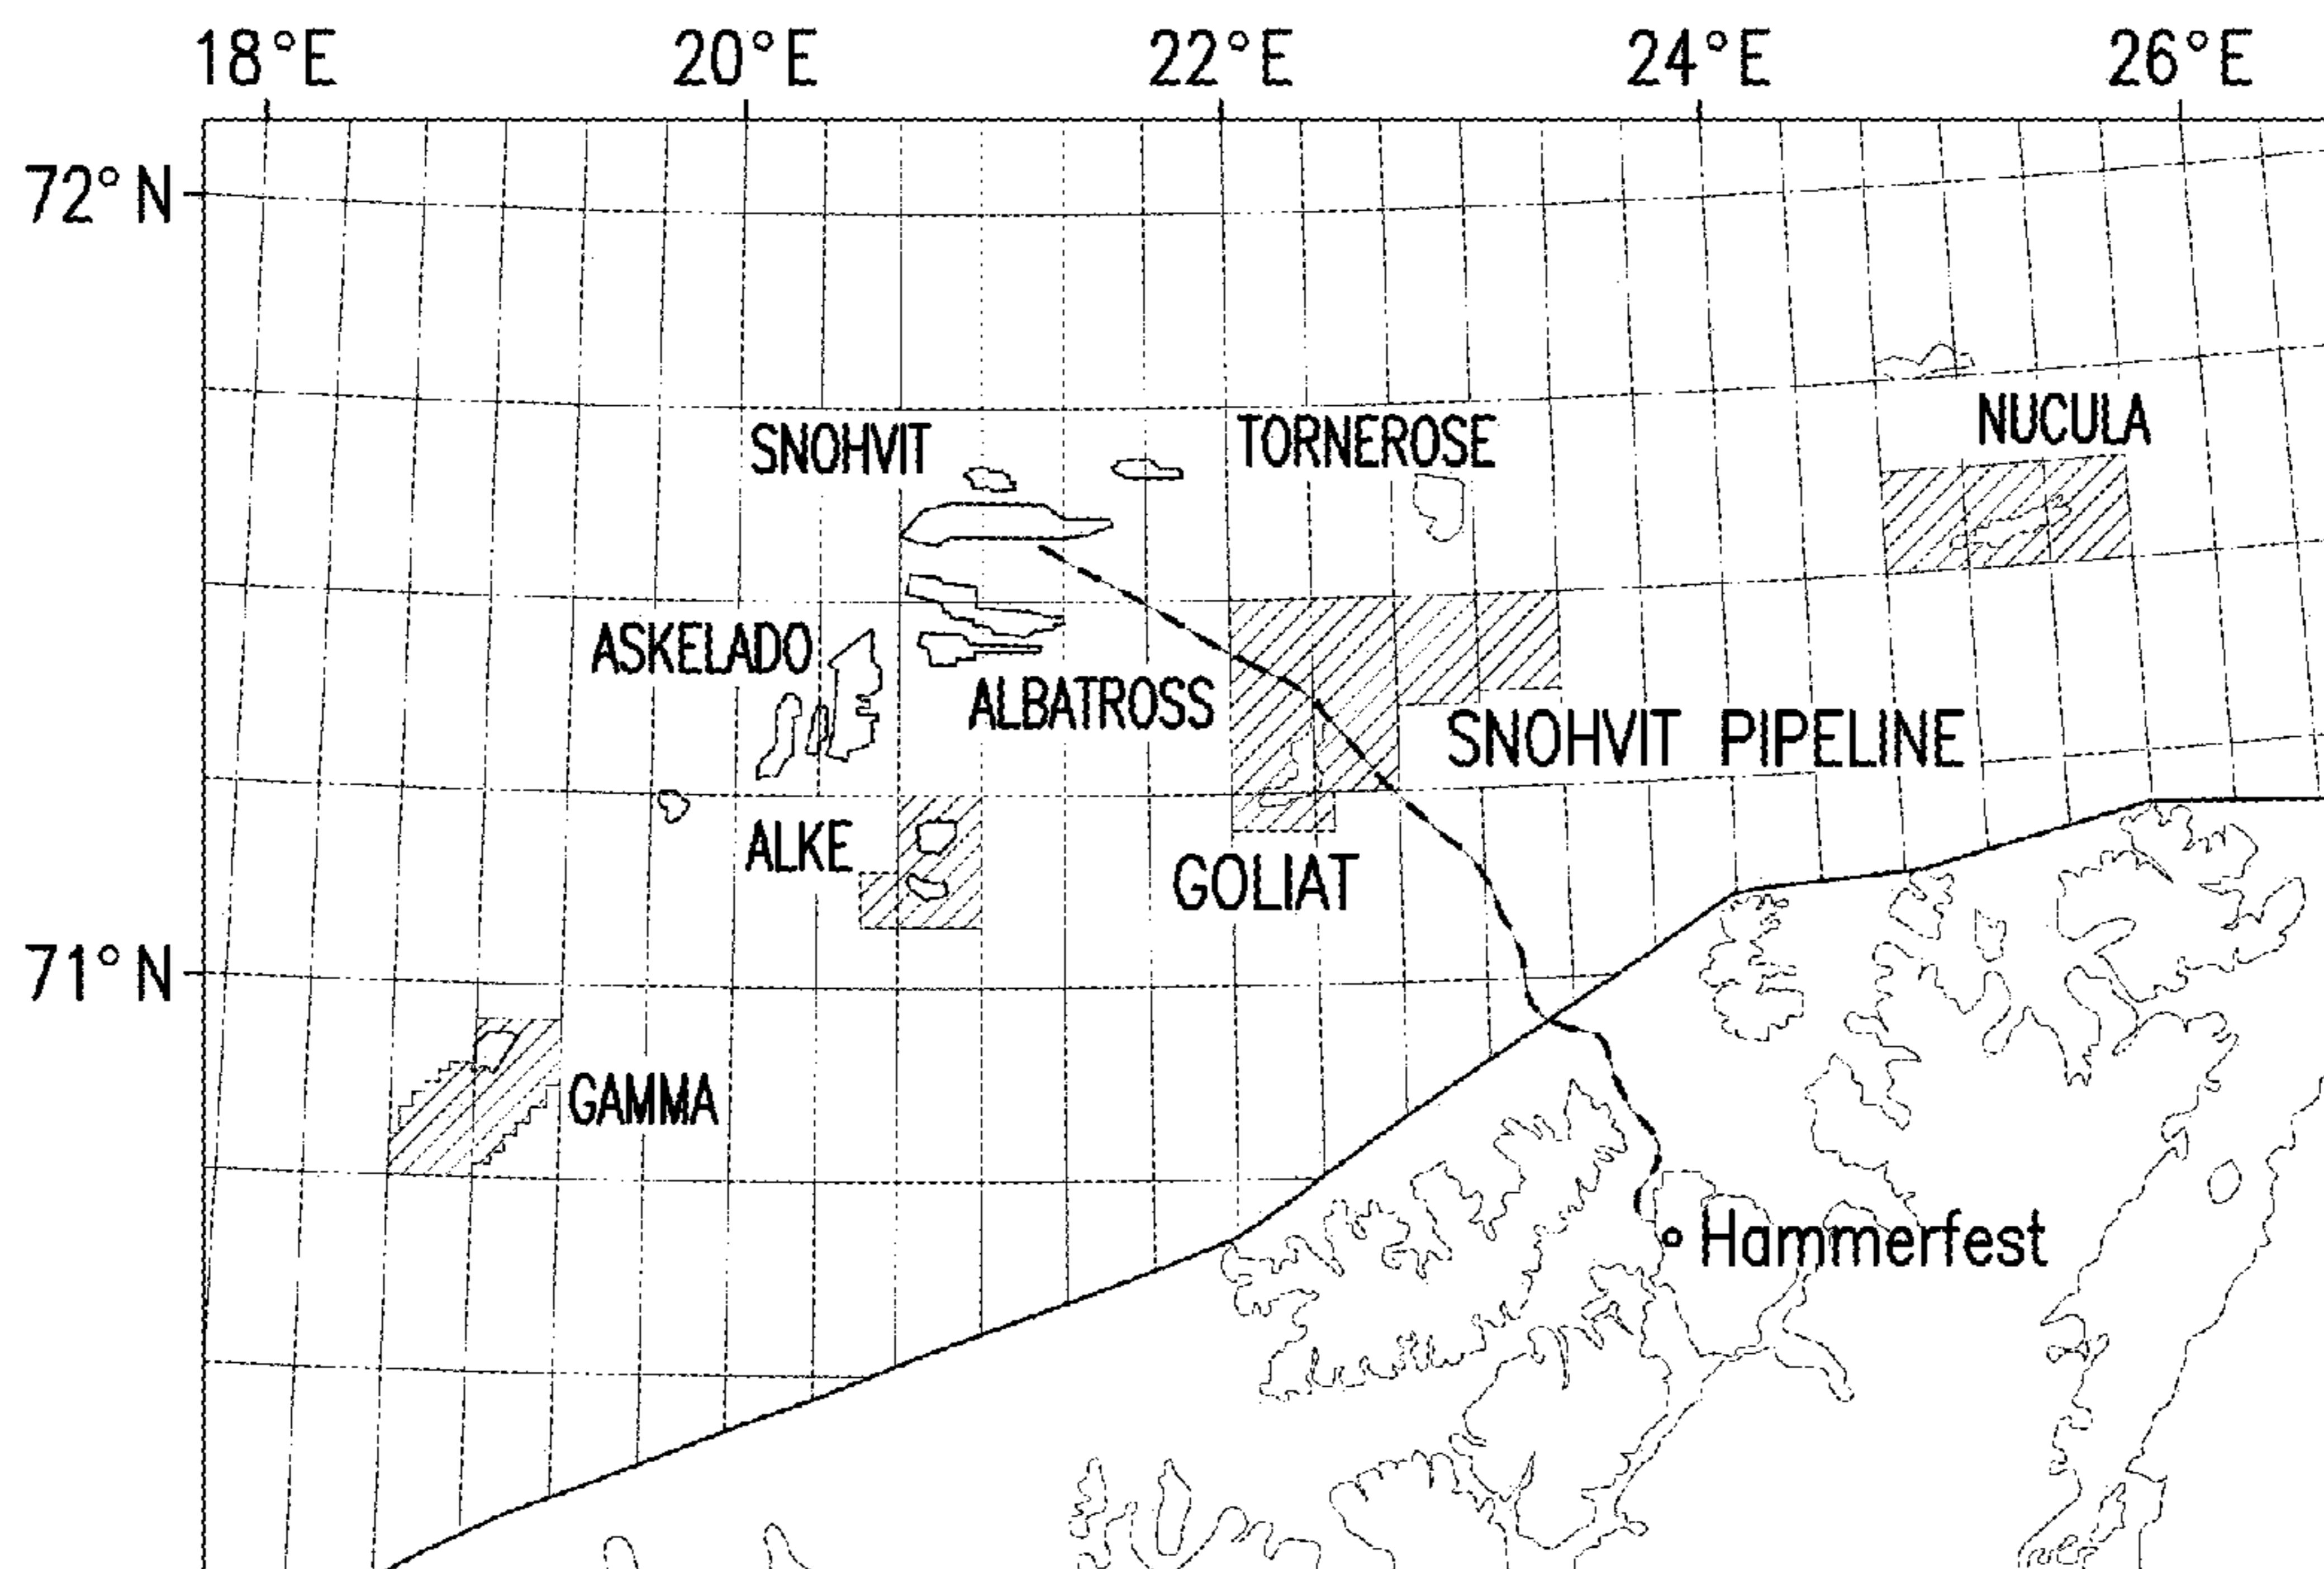 18°E 20°E 22°E 24°E 26°E
72°N
NUCULA
SNOHVIT TORNEROSE
ASKELADO
ALBATROSS
SNOHVIT PIPELINE
ALKE
GOLIAT
71°N
GAMMA
Hammerfest